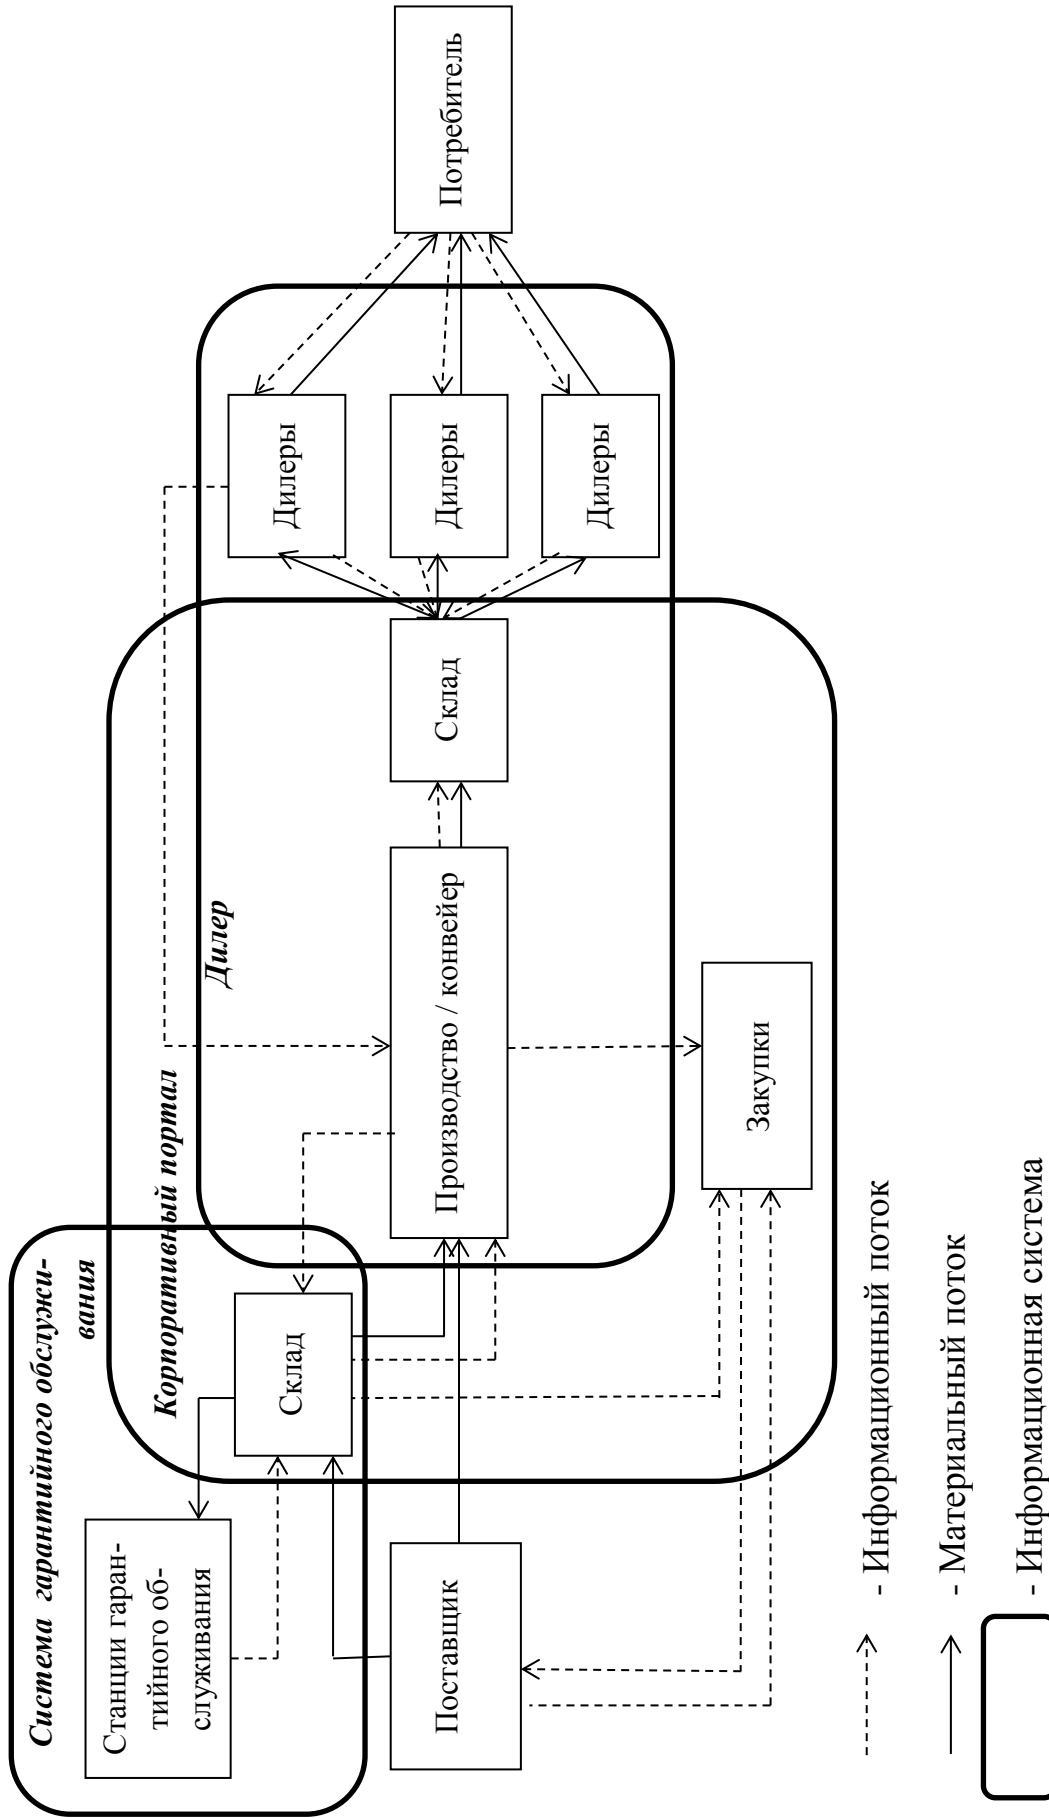 Система гарантийного обслужи-
вания
Станции гаран-
тийного об-
служивания
Корпоративный портал
Склад
Дилер
Поставщик
Производство / конвейер
Склад
Дилеры
Дилеры
Дилеры
Потребитель
Закупки
- Информационный поток
- Материальный поток
- Информационная система